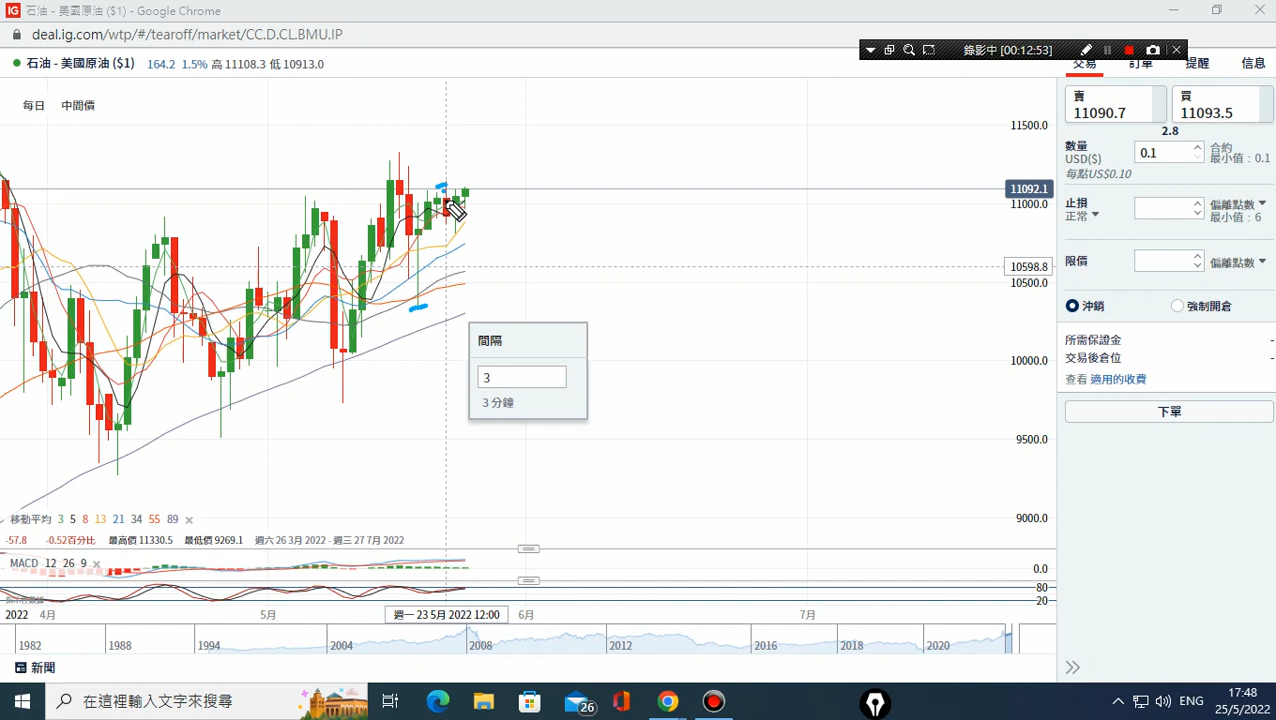 IG 石油 - 美國原油 ($1) - Google Chrome
deal.ig.com/wtp/#/tearoff/market/CC.D.CL.BMU.IP
錄影中 [00:12:53]
石油 - 美國原油 ($1) 164.2 1.5% 高 11108.3 低 10913.0
交易 訂單 提醒 信息
每日 中間價
賣 11090.7
買 11093.5
2.8
數量 USD($) 0.1 合約 最小值 : 0.1
每點US$0.10
止損 正常 偏離點數 最小值 : 6
限價 偏離點數
沖銷 強制開倉
所需保證金 -
交易後倉位 -
查看 適用的收費
下單
11500.0
11092.1
11000.0
10598.8
10500.0
10000.0
9500.0
9000.0
間隔
3
3 分鐘
移動平均 3 5 8 13 21 34 55 89
-57.8 -0.52百分比 最高價 11330.5 最低價 9269.1 週六 26 3月 2022 - 週三 27 7月 2022
MACD 12 26 9
0.0
80
20
2022 4月 5月 週一 23 5月 2022 12:00 6月 7月
1982 1988 1994 2004 2008 2012 2016 2018 2020
新聞
在這裡輸入文字來搜尋
26
ENG
17:48
25/5/2022